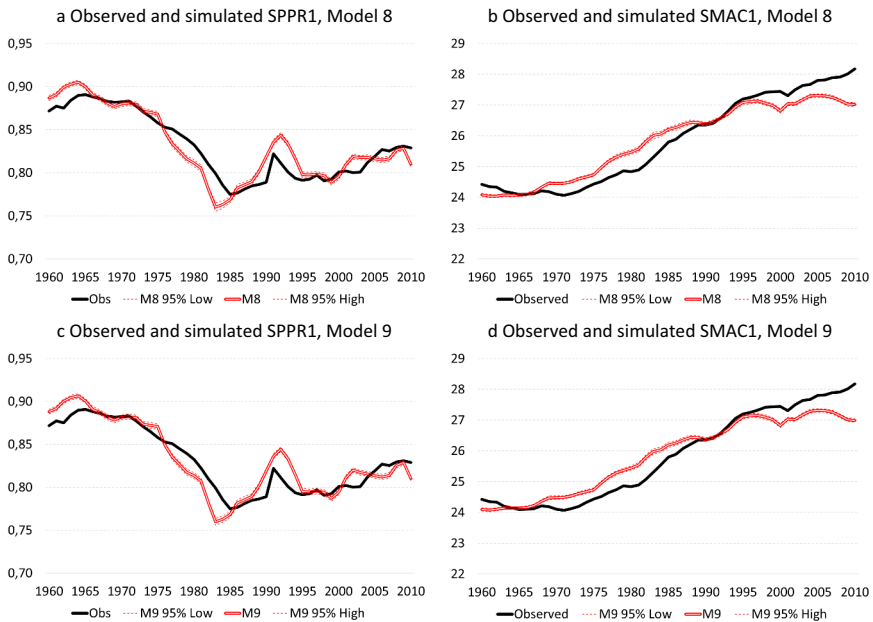 a Observed and simulated SPPR1, Model 8
0,95
0,90
0,85
0,80
0,75
0,70
1960 1965 1970 1975 1980 1985 1990 1995 2000 2005 2010
Obs M8 95% Low M8 M8 95% High
b Observed and simulated SMAC1, Model 8
29
28
27
26
25
24
23
22
1960 1965 1970 1975 1980 1985 1990 1995 2000 2005 2010
Observed M8 95% Low M8 M8 95% High
c Observed and simulated SPPR1, Model 9
0,95
0,90
0,85
0,80
0,75
0,70
1960 1965 1970 1975 1980 1985 1990 1995 2000 2005 2010
Obs M9 95% Low M9 M9 95% High
d Observed and simulated SMAC1, Model 9
29
28
27
26
25
24
23
22
1960 1965 1970 1975 1980 1985 1990 1995 2000 2005 2010
Observed M9 95% Low M9 M9 95% High